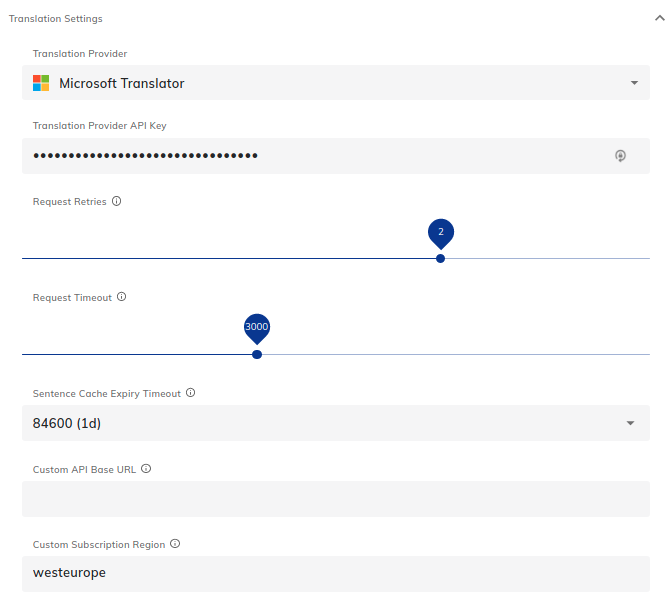 Translation Settings
Translation Provider
Microsoft Translator
Translation Provider API Key
••••••••••••••••••••••••••••••••
Request Retries
2
Request Timeout
3000
Sentence Cache Expiry Timeout
84600 (1d)
Custom API Base URL
Custom Subscription Region
westeurope